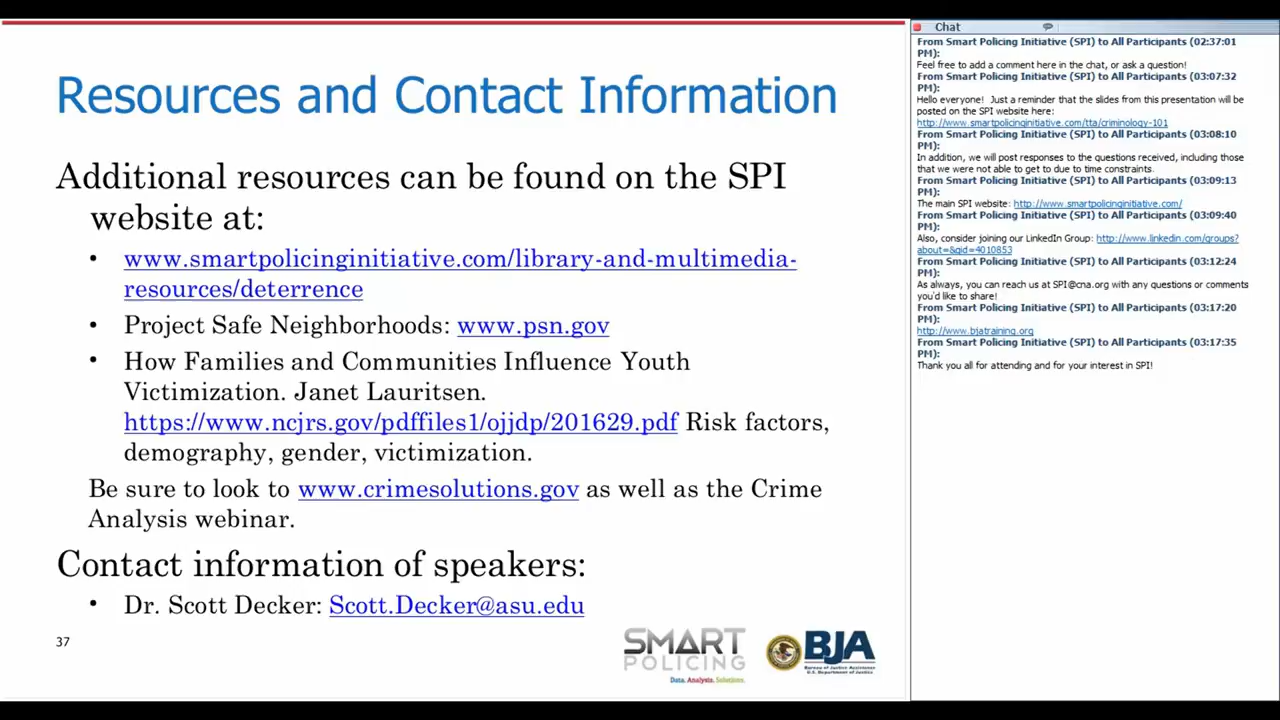 Resources and Contact Information
Additional resources can be found on the SPI
website at:
• www.smartpolicinginitiative.com/library-and-multimedia-
resources/deterrence
• Project Safe Neighborhoods: www.psn.gov
• How Families and Communities Influence Youth
Victimization. Janet Lauritsen.
https://www.ncjrs.gov/pdffiles1/ojjdp/201629.pdf Risk factors,
demography, gender, victimization.
Be sure to look to www.crimesolutions.gov as well as the Crime
Analysis webinar.
Contact information of speakers:
• Dr. Scott Decker: Scott.Decker@asu.edu
37
SMART
POLICING
Data. Analysis. Solutions.
BJA
Bureau of Justice Assistance
U.S. Department of Justice
Chat
From Smart Policing Initiative (SPI) to All Participants (02:37:01
PM):
Feel free to add a comment here in the chat, or ask a question!
From Smart Policing Initiative (SPI) to All Participants (03:07:32
PM):
Hello everyone! Just a reminder that the slides from this presentation will be
posted on the SPI website here:
http://www.smartpolicinginitiative.com/tta/criminology-101
From Smart Policing Initiative (SPI) to All Participants (03:08:10
PM):
In addition, we will post responses to the questions received, including those
that we were not able to get to due to time constraints.
From Smart Policing Initiative (SPI) to All Participants (03:09:13
PM):
The main SPI website: http://www.smartpolicinginitiative.com/
From Smart Policing Initiative (SPI) to All Participants (03:09:40
PM):
Also, consider joining our LinkedIn Group: http://www.linkedin.com/groups?
about=&gid=4010853
From Smart Policing Initiative (SPI) to All Participants (03:12:24
PM):
As always, you can reach us at SPI@cna.org with any questions or comments
you'd like to share!
From Smart Policing Initiative (SPI) to All Participants (03:17:20
PM):
http://www.bjatraining.org
From Smart Policing Initiative (SPI) to All Participants (03:17:35
PM):
Thank you all for attending and for your interest in SPI!